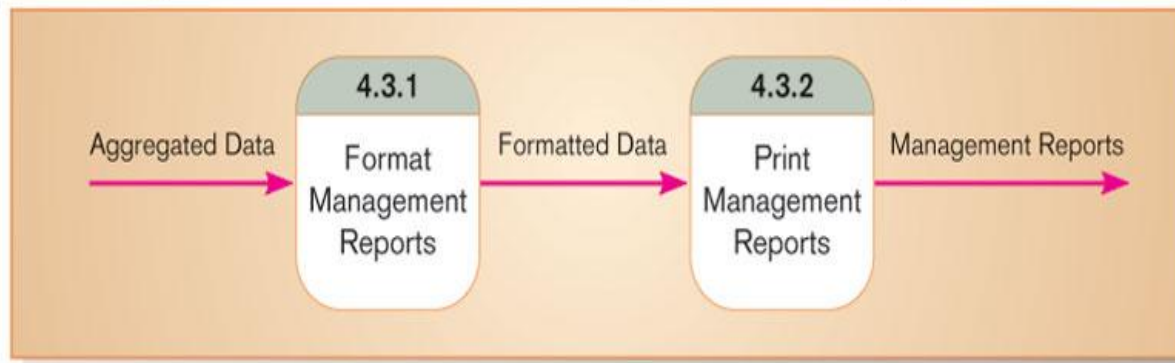 4.3.1
4.3.2
Aggregated Data
Format
Management
Reports
Formatted Data
Print
Management
Reports
Management Reports